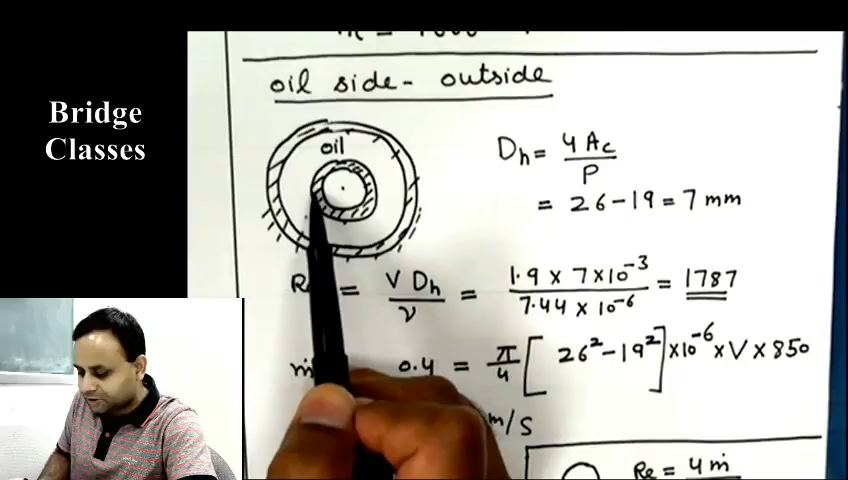 Bridge
Classes
oil side - outside
oil
Dh = 4 Ac / P
= 26 - 19 = 7 mm
= V Dh / ν = 1.9 × 7 × 10⁻³ / 7.44 × 10⁻⁶ = 1787
0.4 = π/4 [ 26² - 19² ] × 10⁻⁶ × V × 850
m/s
Re = 4 ṁ